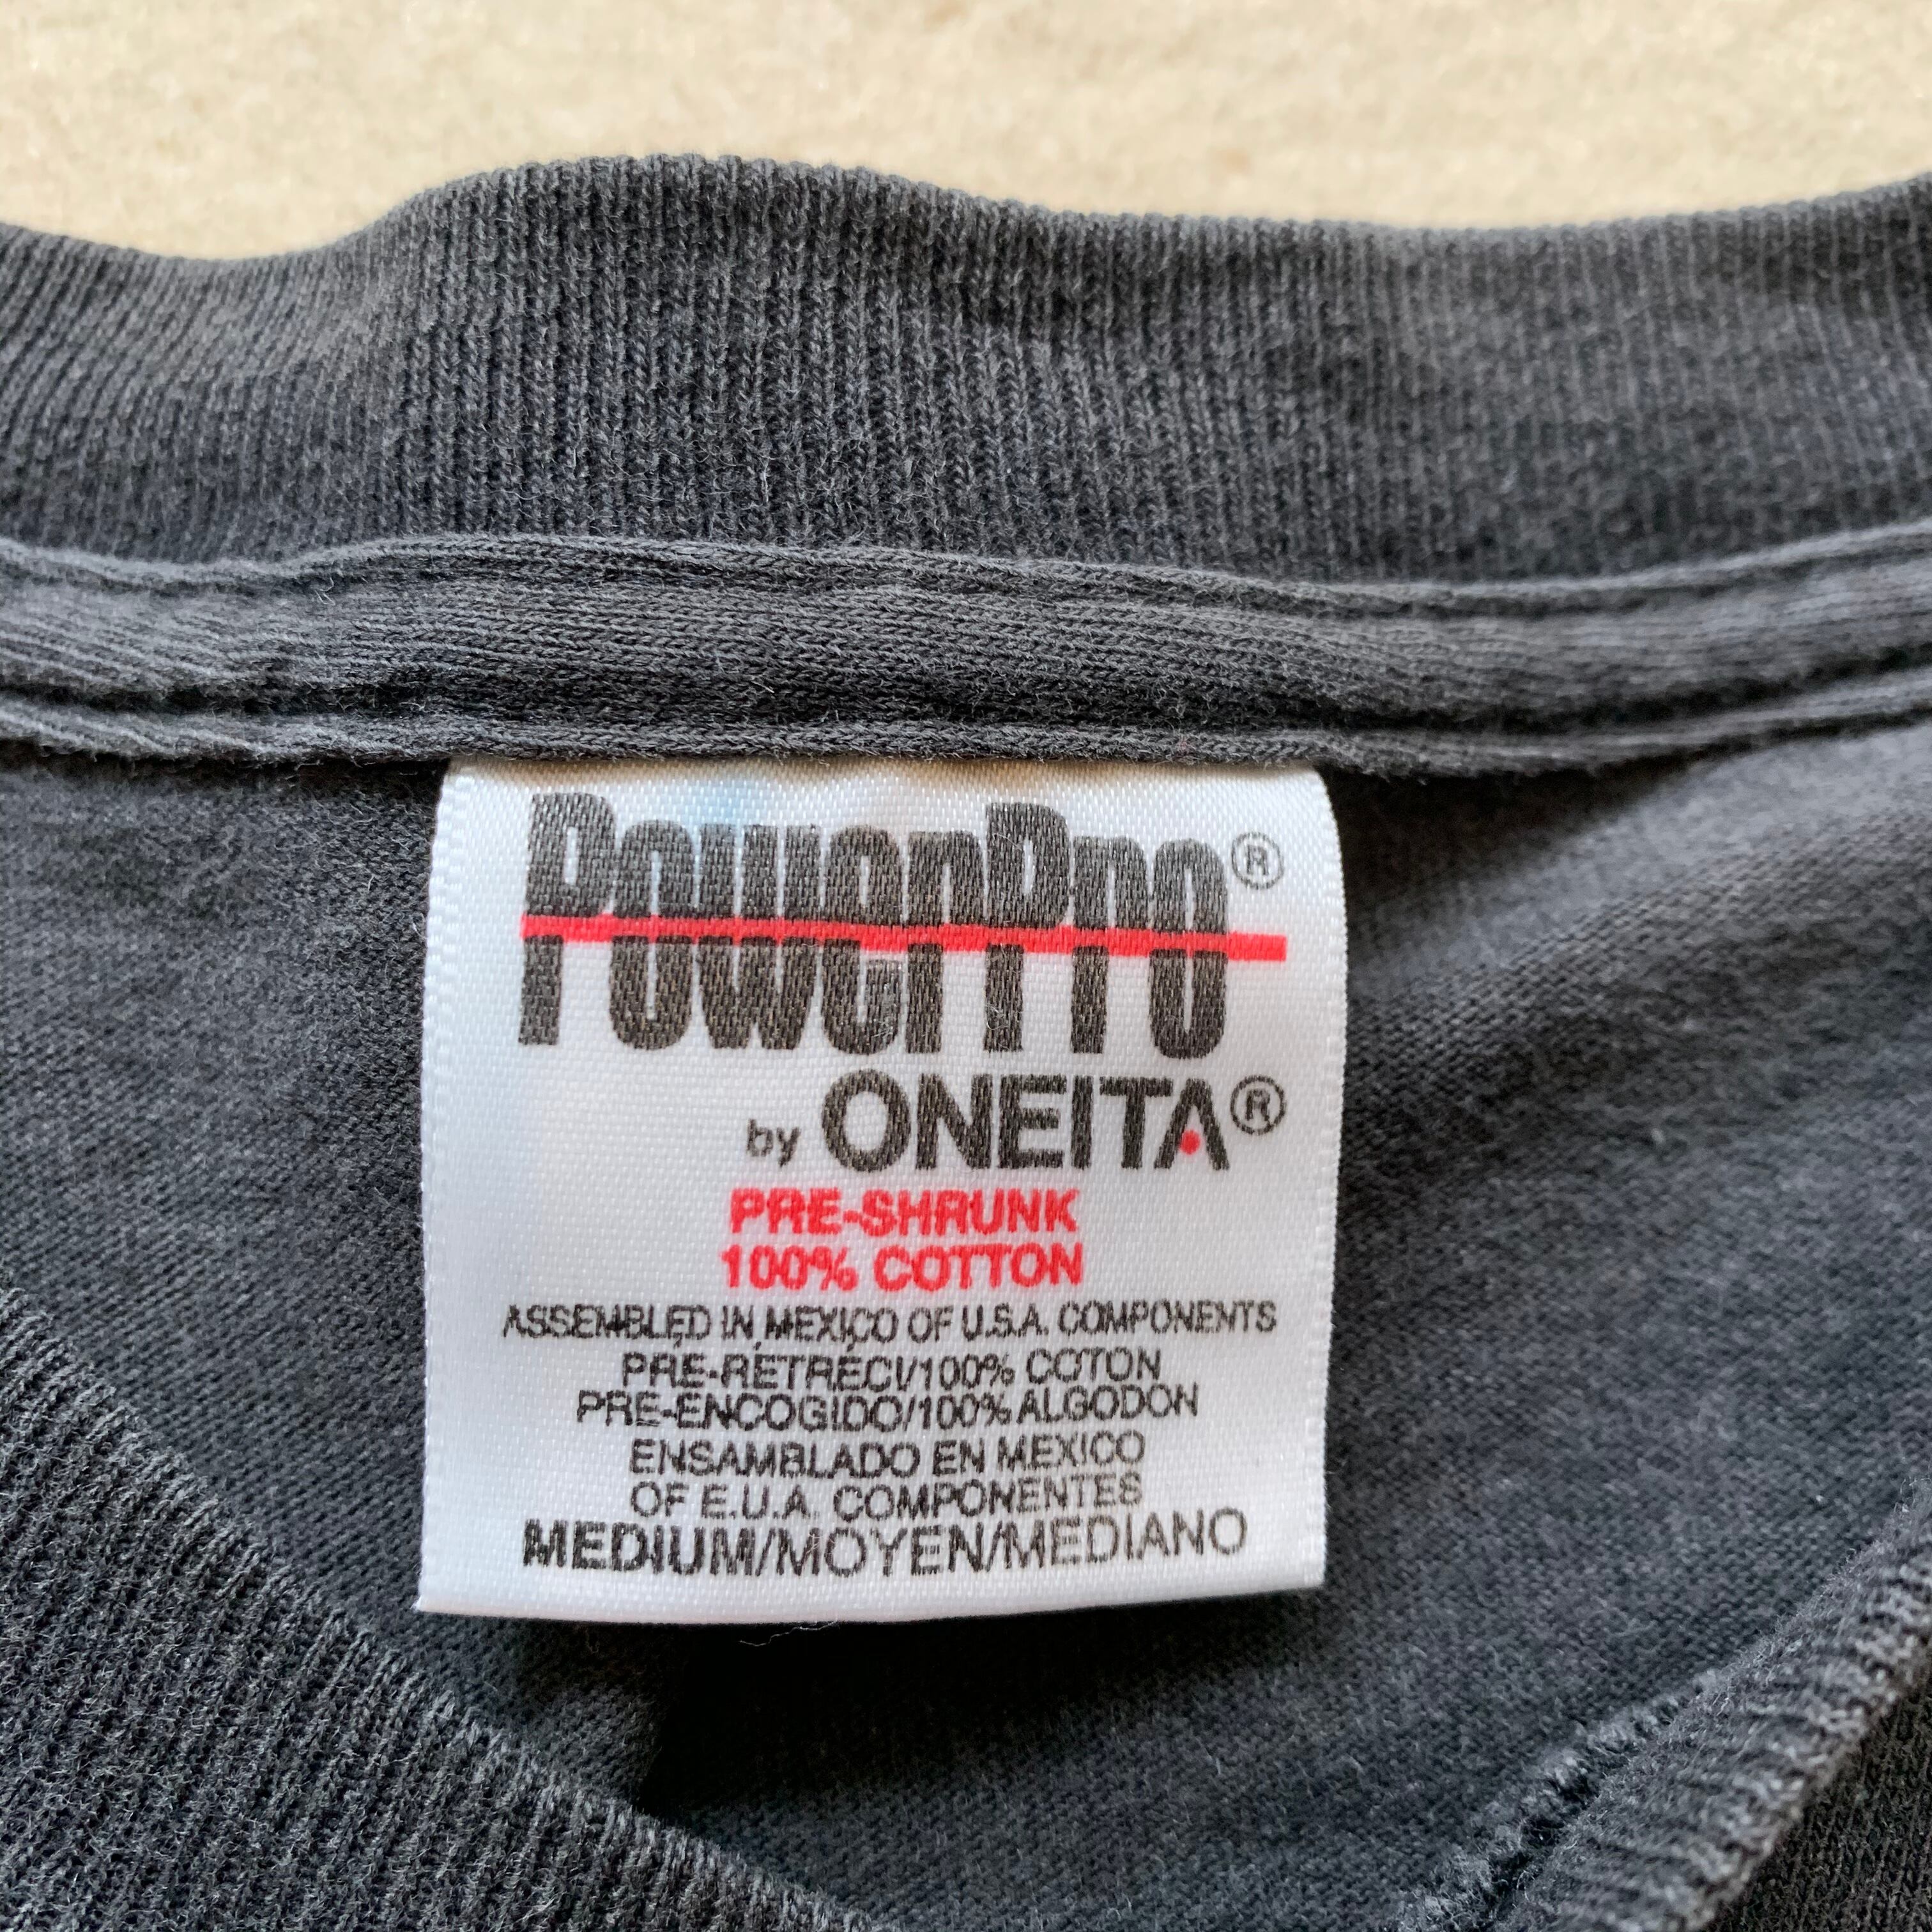 PowerPro®
by ONEITA®
PRE-SHRUNK
100% COTTON
ASSEMBLED IN MEXICO OF U.S.A. COMPONENTS
PRE-RÉTRÉCI/100% COTON
PRE-ENCOGIDO/100% ALGODON
ENSAMBLADO EN MEXICO
OF E.U.A. COMPONENTES
MEDIUM/MOYEN/MEDIANO